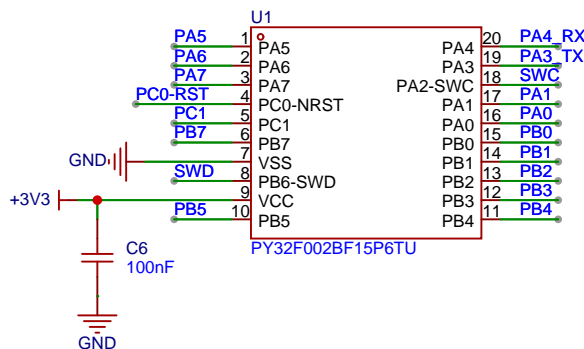 U1
PA5 1 PA5 PA4 20 PA4_RX
PA6 2 PA6 PA3 19 PA3_TX
PA7 3 PA7 PA2-SWC 18 SWC
PC0-RST 4 PC0-NRST PA1 17 PA1
PC1 5 PC1 PA0 16 PA0
PB7 6 PB7 PB0 15 PB0
GND 7 VSS PB1 14 PB1
SWD 8 PB6-SWD PB2 13 PB2
+3V3 9 VCC PB3 12 PB3
PB5 10 PB5 PB4 11 PB4
PY32F002BF15P6TU
C6
100nF
GND